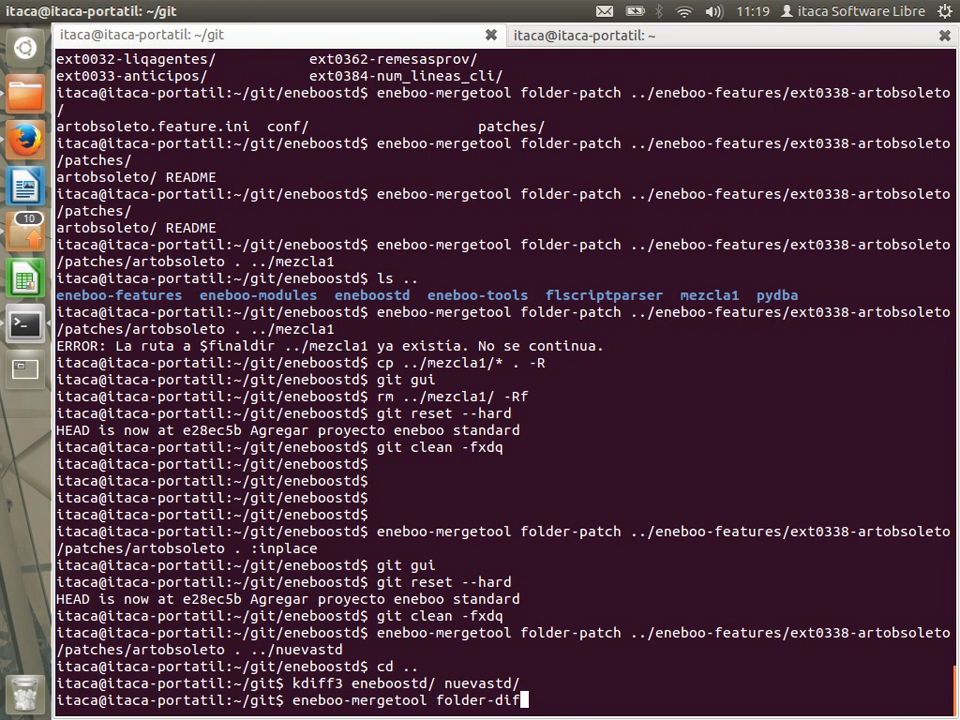 itaca@itaca-portatil: ~/git
11:19
itaca Software Libre
itaca@itaca-portatil: ~/git
itaca@itaca-portatil: ~
10
ext0032-liqagentes/ ext0362-remesasprov/
ext0033-anticipos/ ext0384-num_lineas_cli/
itaca@itaca-portatil:~/git/eneboostd$ eneboo-mergetool folder-patch ../eneboo-features/ext0338-artobsoleto
/
artobsoleto.feature.ini conf/ patches/
itaca@itaca-portatil:~/git/eneboostd$ eneboo-mergetool folder-patch ../eneboo-features/ext0338-artobsoleto
/patches/
artobsoleto/ README
itaca@itaca-portatil:~/git/eneboostd$ eneboo-mergetool folder-patch ../eneboo-features/ext0338-artobsoleto
/patches/
artobsoleto/ README
itaca@itaca-portatil:~/git/eneboostd$ eneboo-mergetool folder-patch ../eneboo-features/ext0338-artobsoleto
/patches/artobsoleto . ../mezcla1
itaca@itaca-portatil:~/git/eneboostd$ ls ..
eneboo-features eneboo-modules eneboostd eneboo-tools flscriptparser mezcla1 pydba
itaca@itaca-portatil:~/git/eneboostd$ eneboo-mergetool folder-patch ../eneboo-features/ext0338-artobsoleto
/patches/artobsoleto . ../mezcla1
ERROR: La ruta a $finaldir ../mezcla1 ya existía. No se continua.
itaca@itaca-portatil:~/git/eneboostd$ cp ../mezcla1/* . -R
itaca@itaca-portatil:~/git/eneboostd$ git gui
itaca@itaca-portatil:~/git/eneboostd$ rm ../mezcla1/ -Rf
itaca@itaca-portatil:~/git/eneboostd$ git reset --hard
HEAD is now at e28ec5b Agregar proyecto eneboo standard
itaca@itaca-portatil:~/git/eneboostd$ git clean -fxdq
itaca@itaca-portatil:~/git/eneboostd$
itaca@itaca-portatil:~/git/eneboostd$
itaca@itaca-portatil:~/git/eneboostd$
itaca@itaca-portatil:~/git/eneboostd$
itaca@itaca-portatil:~/git/eneboostd$ eneboo-mergetool folder-patch ../eneboo-features/ext0338-artobsoleto
/patches/artobsoleto . :inplace
itaca@itaca-portatil:~/git/eneboostd$ git gui
itaca@itaca-portatil:~/git/eneboostd$ git reset --hard
HEAD is now at e28ec5b Agregar proyecto eneboo standard
itaca@itaca-portatil:~/git/eneboostd$ git clean -fxdq
itaca@itaca-portatil:~/git/eneboostd$ eneboo-mergetool folder-patch ../eneboo-features/ext0338-artobsoleto
/patches/artobsoleto . ../nuevastd
itaca@itaca-portatil:~/git/eneboostd$ cd ..
itaca@itaca-portatil:~/git$ kdiff3 eneboostd/ nuevastd/
itaca@itaca-portatil:~/git$ eneboo-mergetool folder-dif